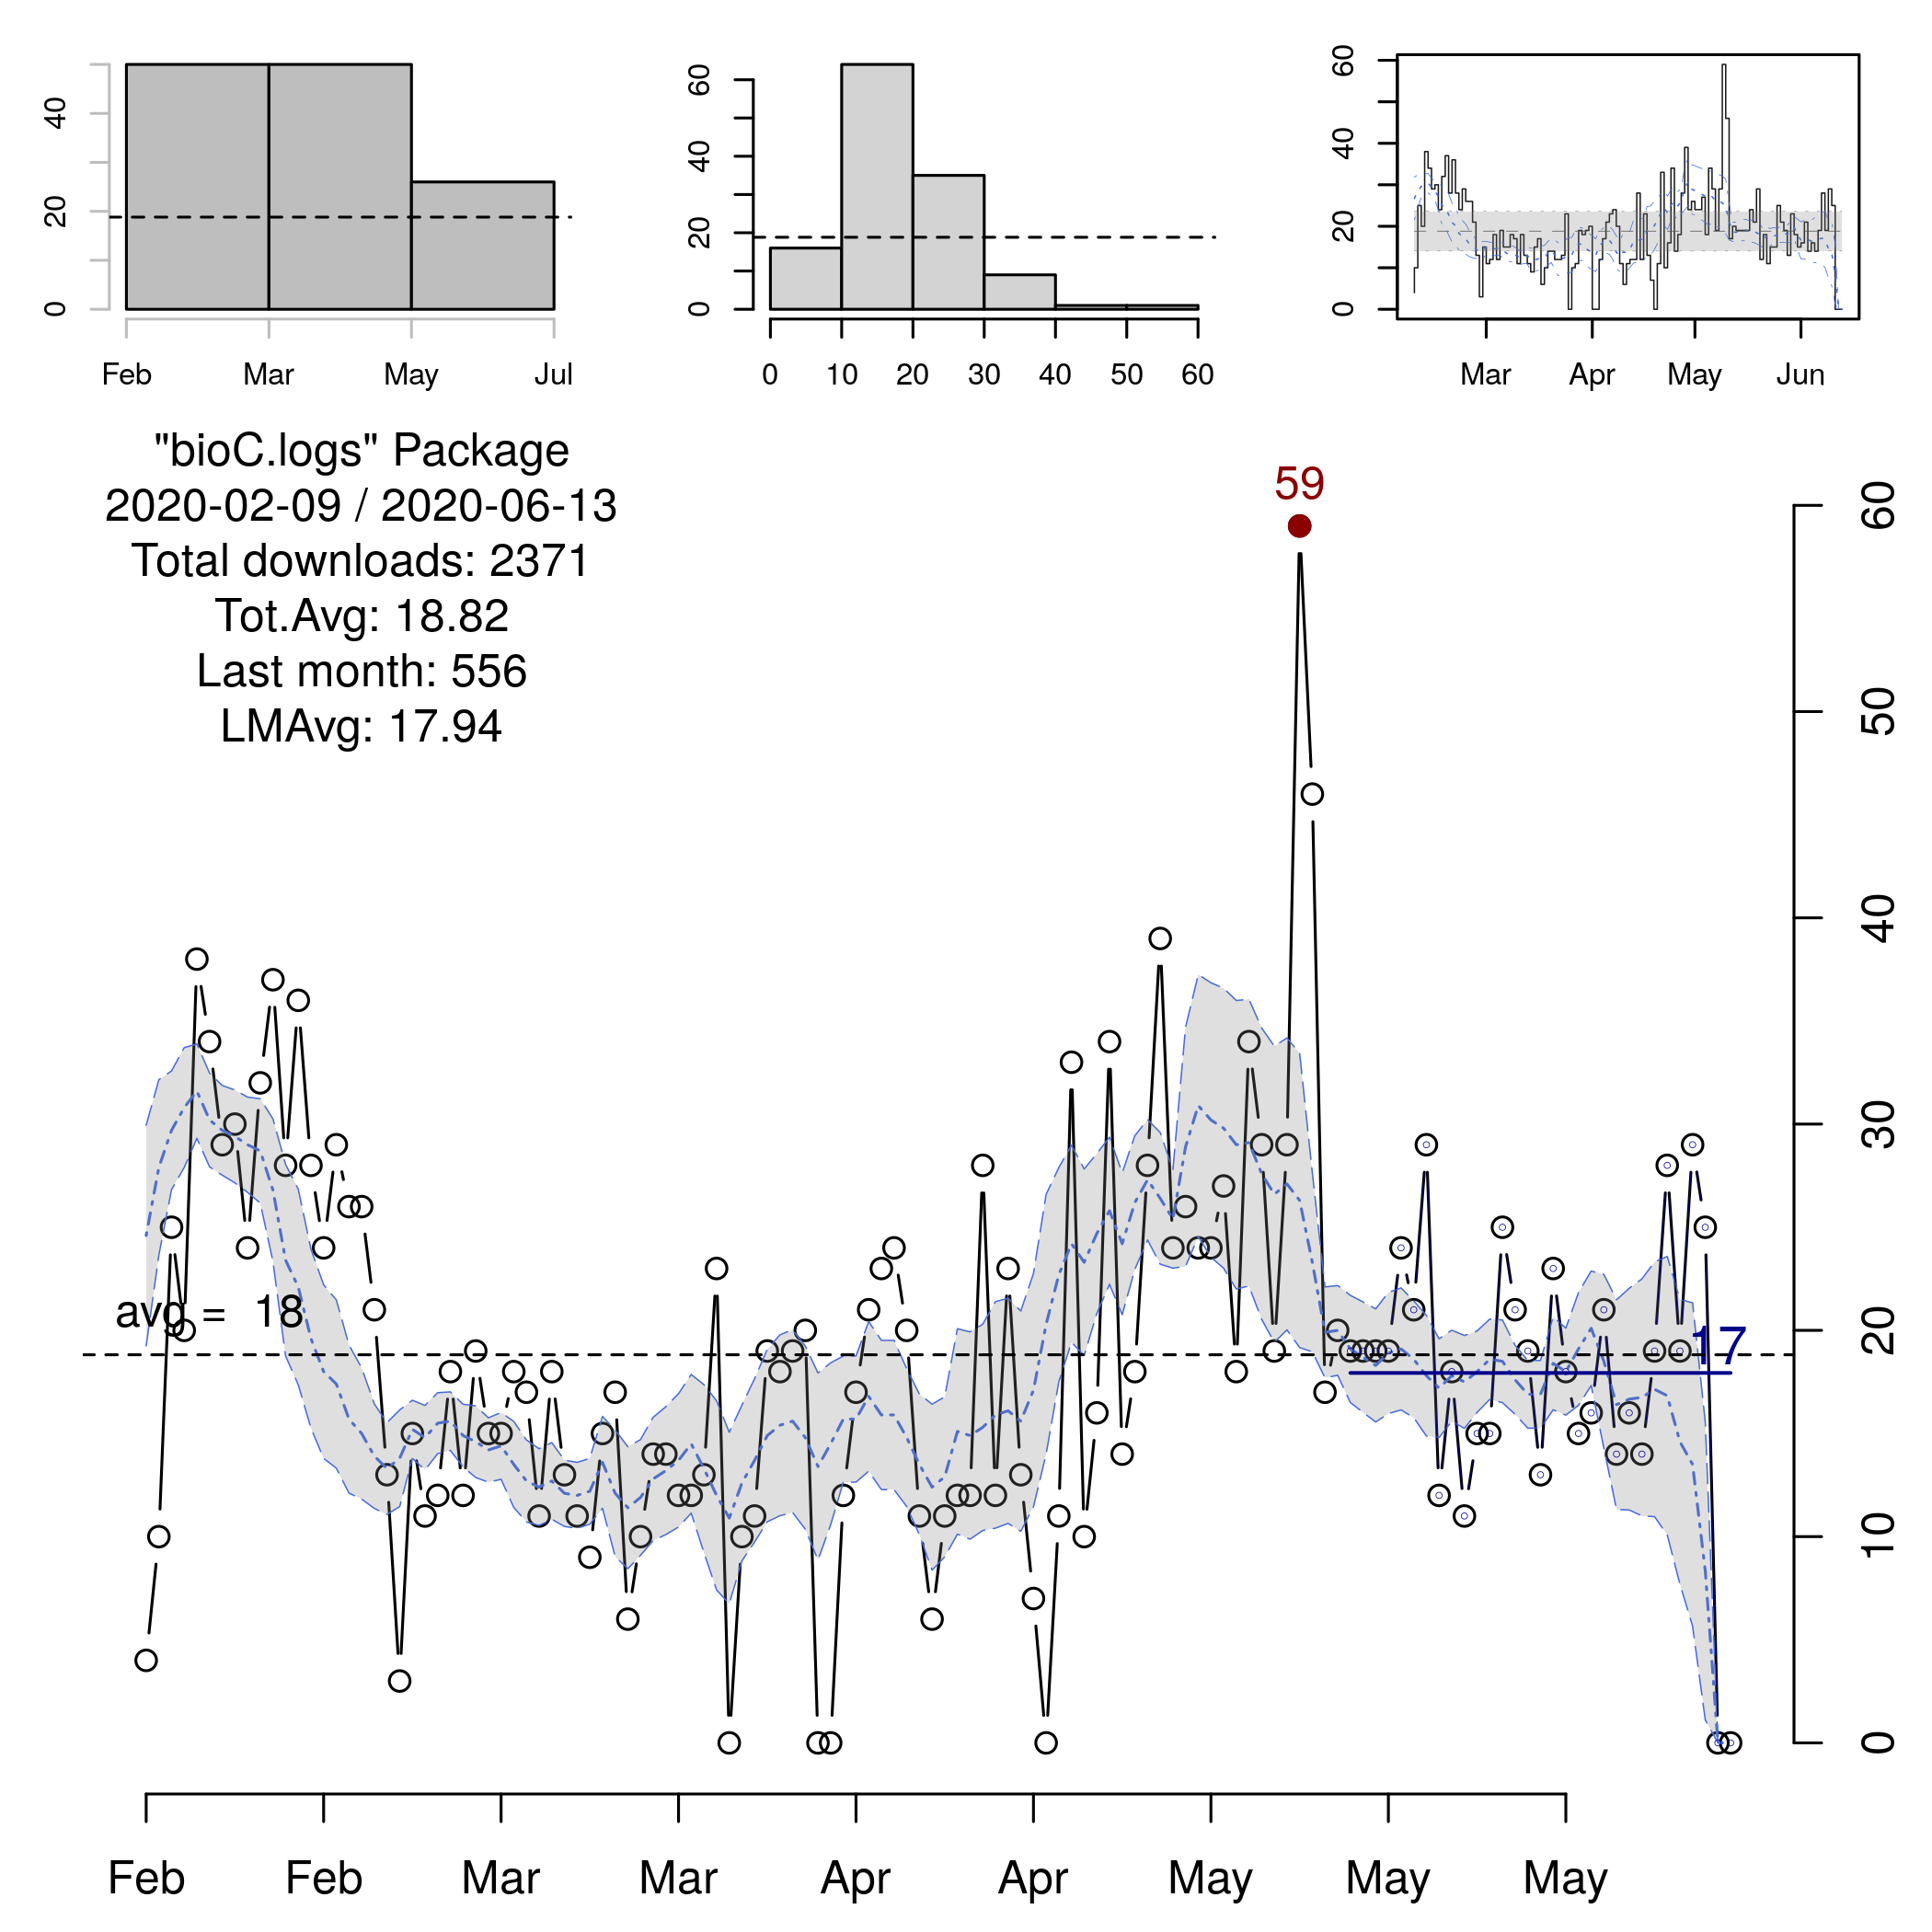 0 20 40
Feb Mar May Jul
0 20 40 60
0 10 20 30 40 50 60
0 20 40 60
Mar Apr May Jun
"bioC.logs" Package
2020-02-09 / 2020-06-13
Total downloads: 2371
Tot.Avg: 18.82
Last month: 556
LMAvg: 17.94
59
avg = 18
17
0 10 20 30 40 50 60
Feb Feb Mar Mar Apr Apr May May May